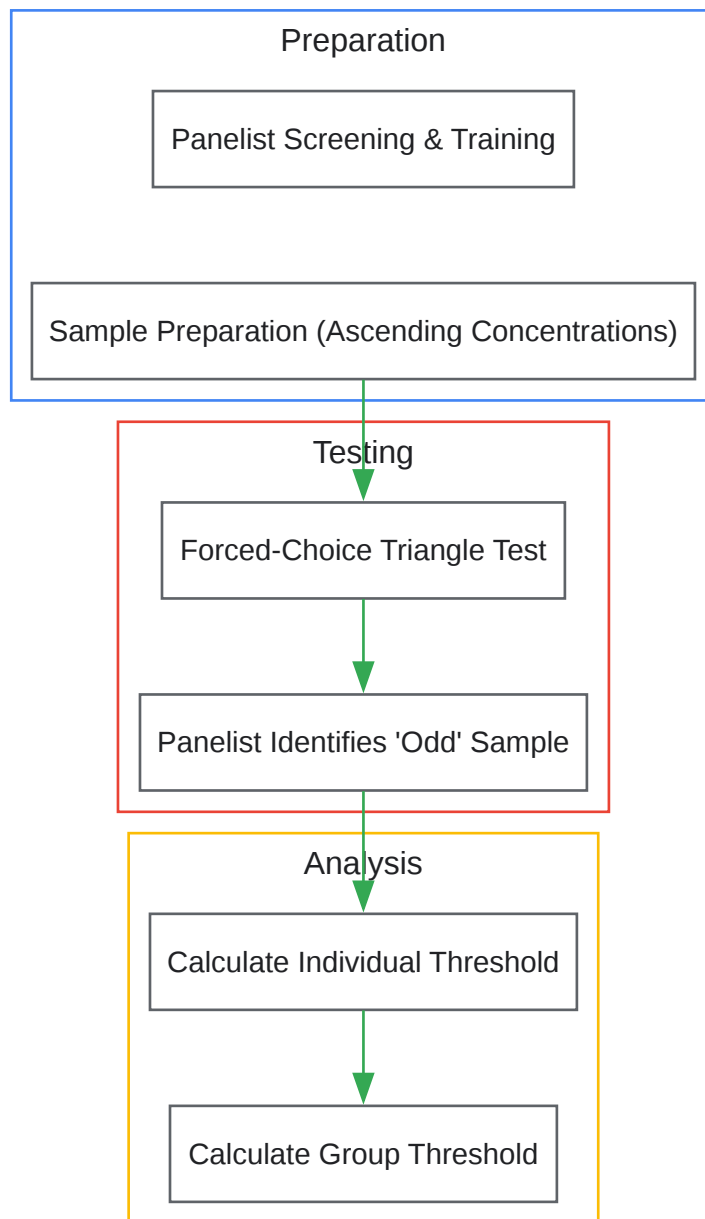 Preparation
Panelist Screening & Training
Sample Preparation (Ascending Concentrations)
Testing
Forced-Choice Triangle Test
Panelist Identifies 'Odd' Sample
Analysis
Calculate Individual Threshold
Calculate Group Threshold